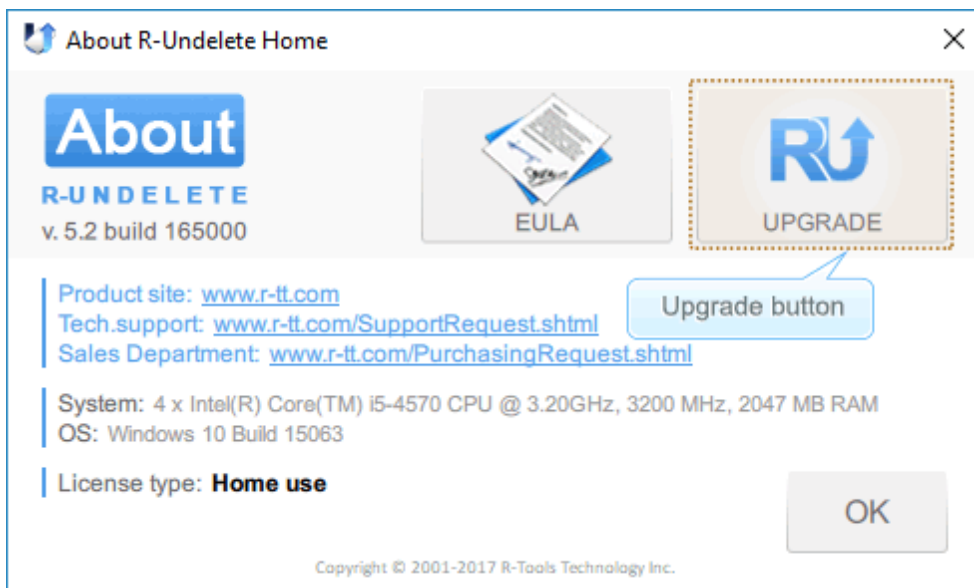 About R-Undelete Home
About
R-UNDELETE
v. 5.2 build 165000
EULA
RU
UPGRADE
Upgrade button
Product site: www.r-tt.com
Tech.support: www.r-tt.com/SupportRequest.shtml
Sales Department: www.r-tt.com/PurchasingRequest.shtml
System: 4 x Intel(R) Core(TM) i5-4570 CPU @ 3.20GHz, 3200 MHz, 2047 MB RAM
OS: Windows 10 Build 15063
License type: Home use
OK
Copyright © 2001-2017 R-Tools Technology Inc.